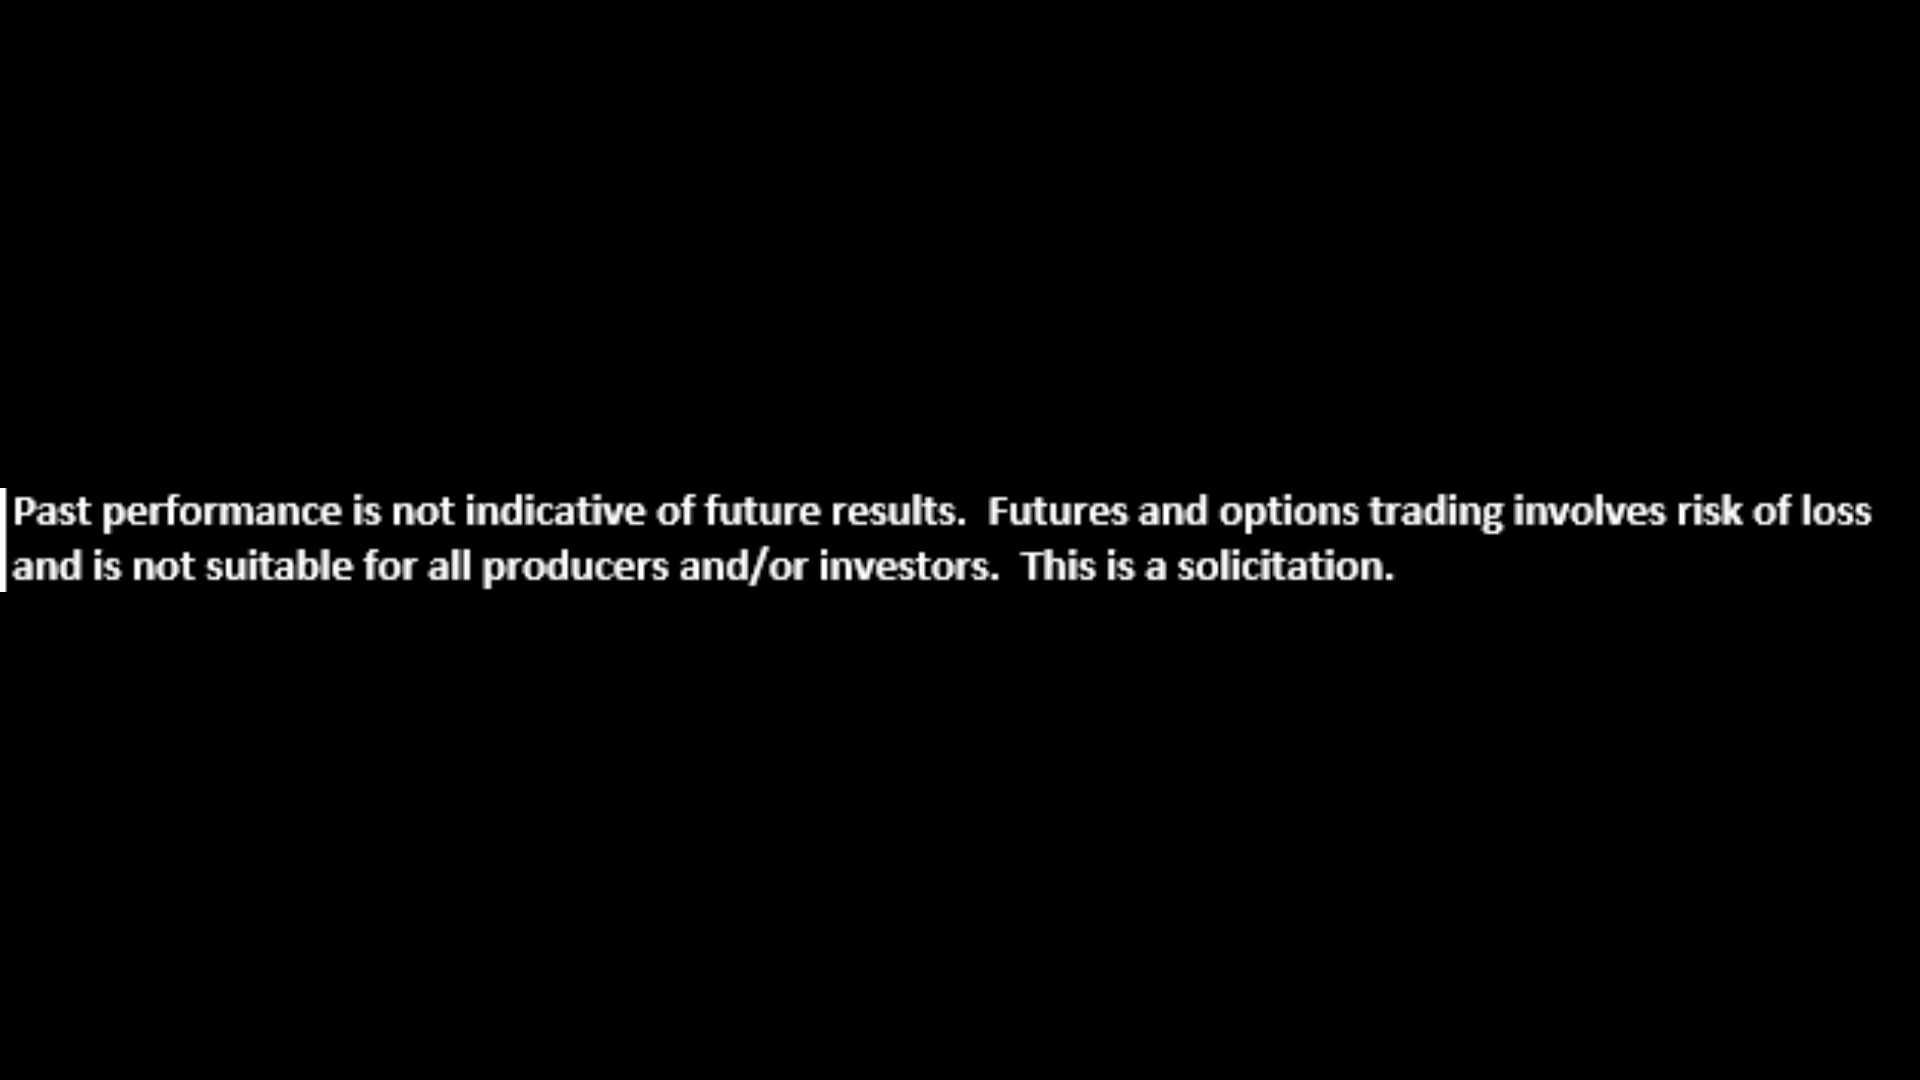 Past performance is not indicative of future results.  Futures and options trading involves risk of loss
and is not suitable for all producers and/or investors.  This is a solicitation.